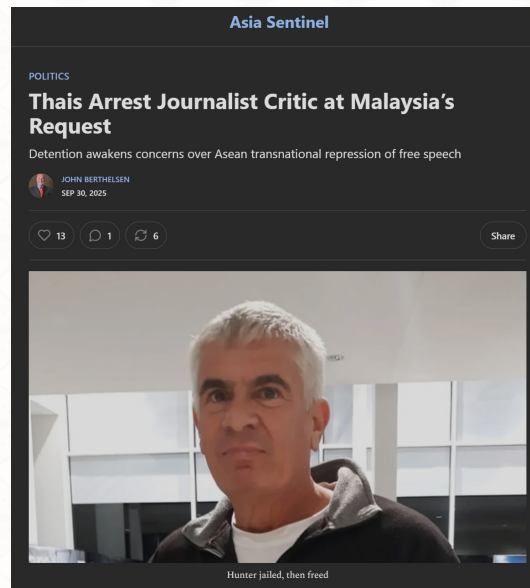 Asia Sentinel
POLITICS
Thais Arrest Journalist Critic at Malaysia's
Request
Detention awakens concerns over Asean transnational repression of free speech
JOHN BERTHELSEN
SEP 30, 2025
13
1
6
Share
Hunter jailed, then freed